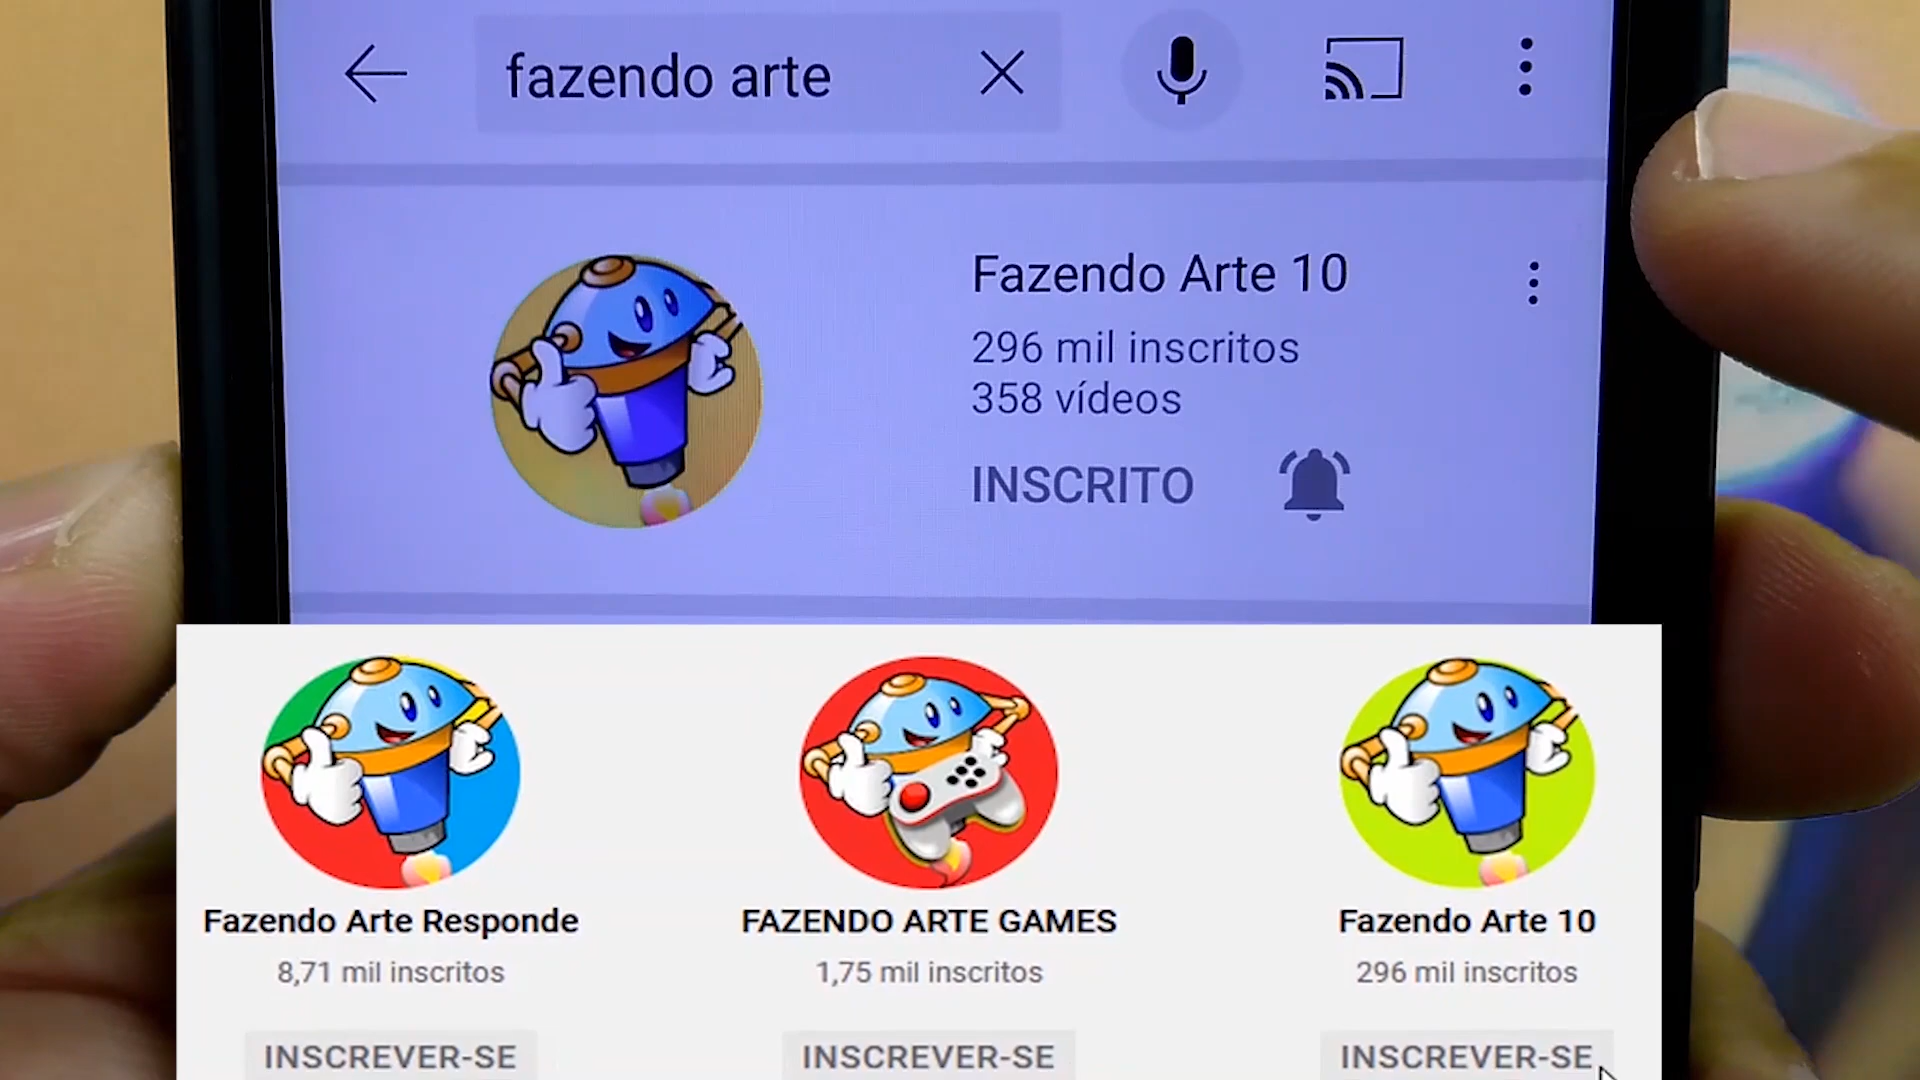 fazendo arte
Fazendo Arte 10
296 mil inscritos
358 vídeos
INSCRITO
Fazendo Arte Responde
8,71 mil inscritos
INSCREVER-SE
FAZENDO ARTE GAMES
1,75 mil inscritos
INSCREVER-SE
Fazendo Arte 10
296 mil inscritos
INSCREVER-SE